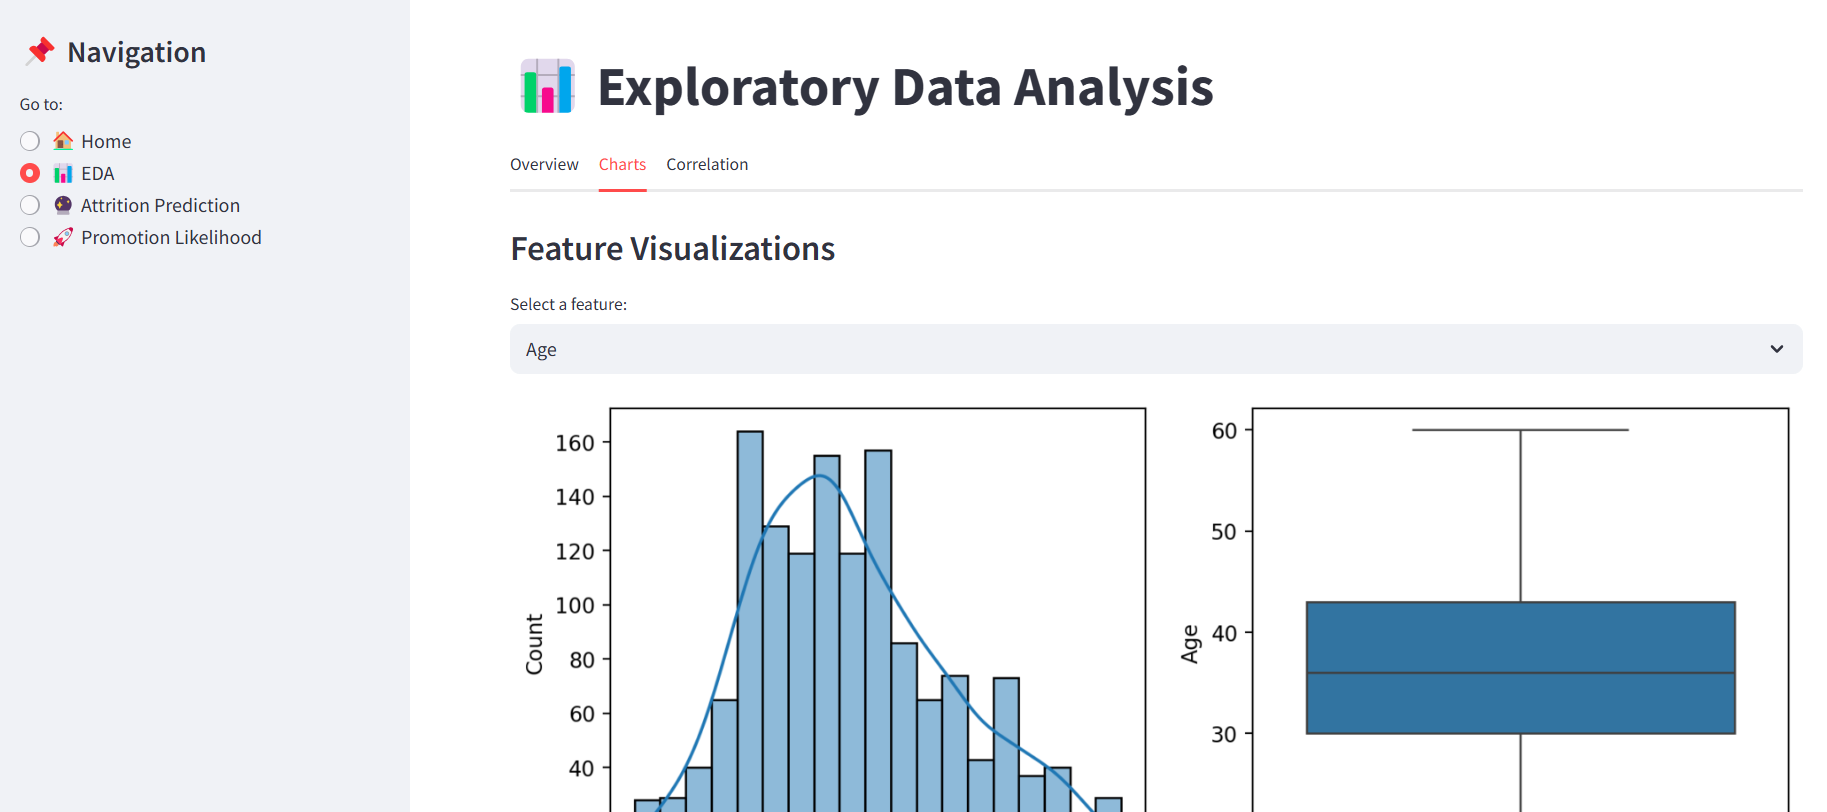 Navigation
Go to:
Home
EDA
Attrition Prediction
Promotion Likelihood
Exploratory Data Analysis
Overview Charts Correlation
Feature Visualizations
Select a feature:
Age
160
140
120
100
80
60
40
Count
60
50
40
30
Age